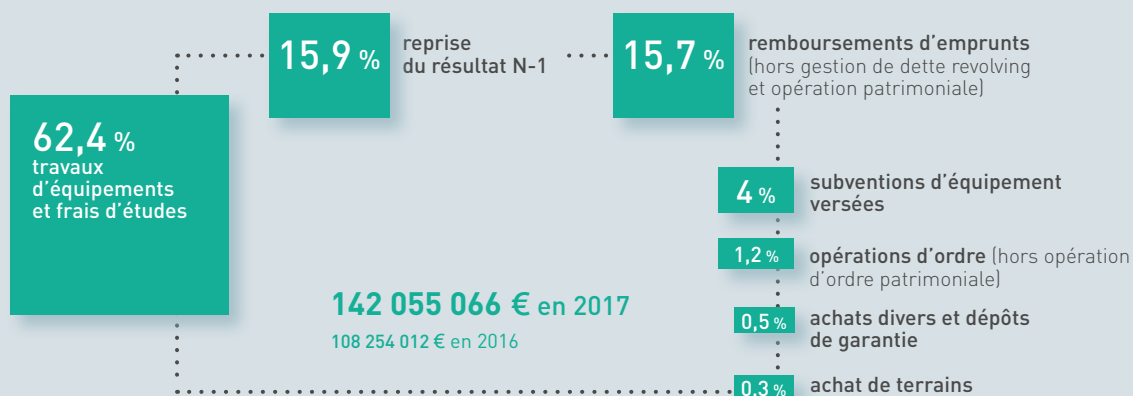 62,4 %
travaux
d'équipements
et frais d'études
15,9 %
reprise
du résultat N-1
15,7 %
remboursements d'emprunts
(hors gestion de dette revolving
et opération patrimoniale)
4 %
subventions d'équipement
versées
1,2 %
opérations d'ordre (hors opération
d'ordre patrimoniale)
0,5 %
achats divers et dépôts
de garantie
0,3 %
achat de terrains
142 055 066 € en 2017
108 254 012 € en 2016